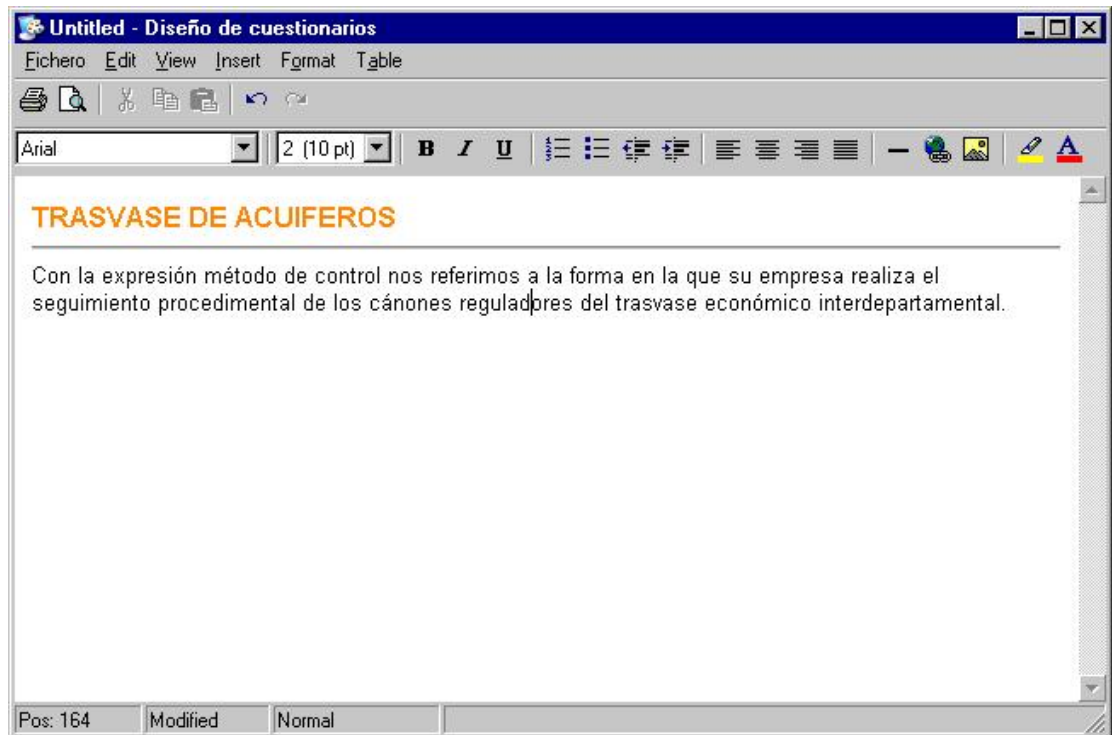 Untitled - Diseño de cuestionarios
Fichero Edit View Insert Format Table
Arial 2 (10 pt) B I U A
TRASVASE DE ACUIFEROS
Con la expresión método de control nos referimos a la forma en la que su empresa realiza el
seguimiento procedimental de los cánones reguladores del trasvase económico interdepartamental.
Pos: 164 Modified Normal